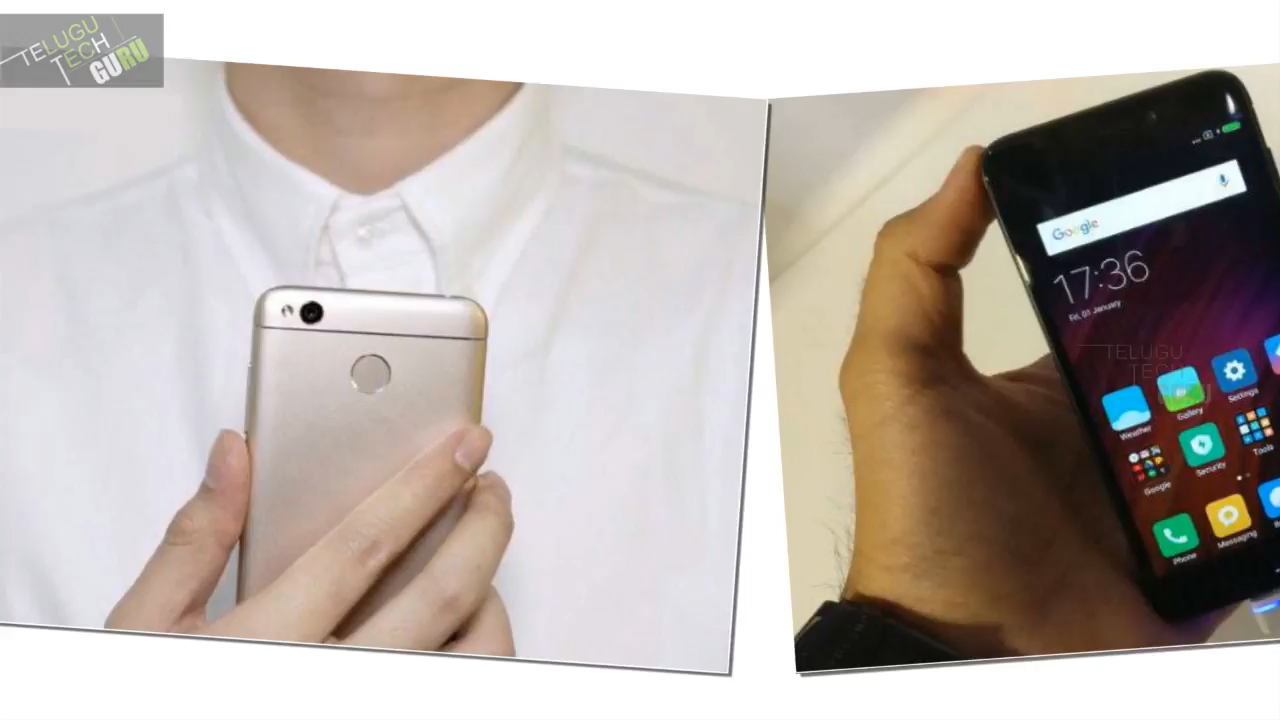 TELUGU
TECH
GURU
Google
17:36
Fri, 01 January
TELUGU
TECH
GURU
Weather
Gallery
Settings
Google
Security
Tools
Phone
Messaging